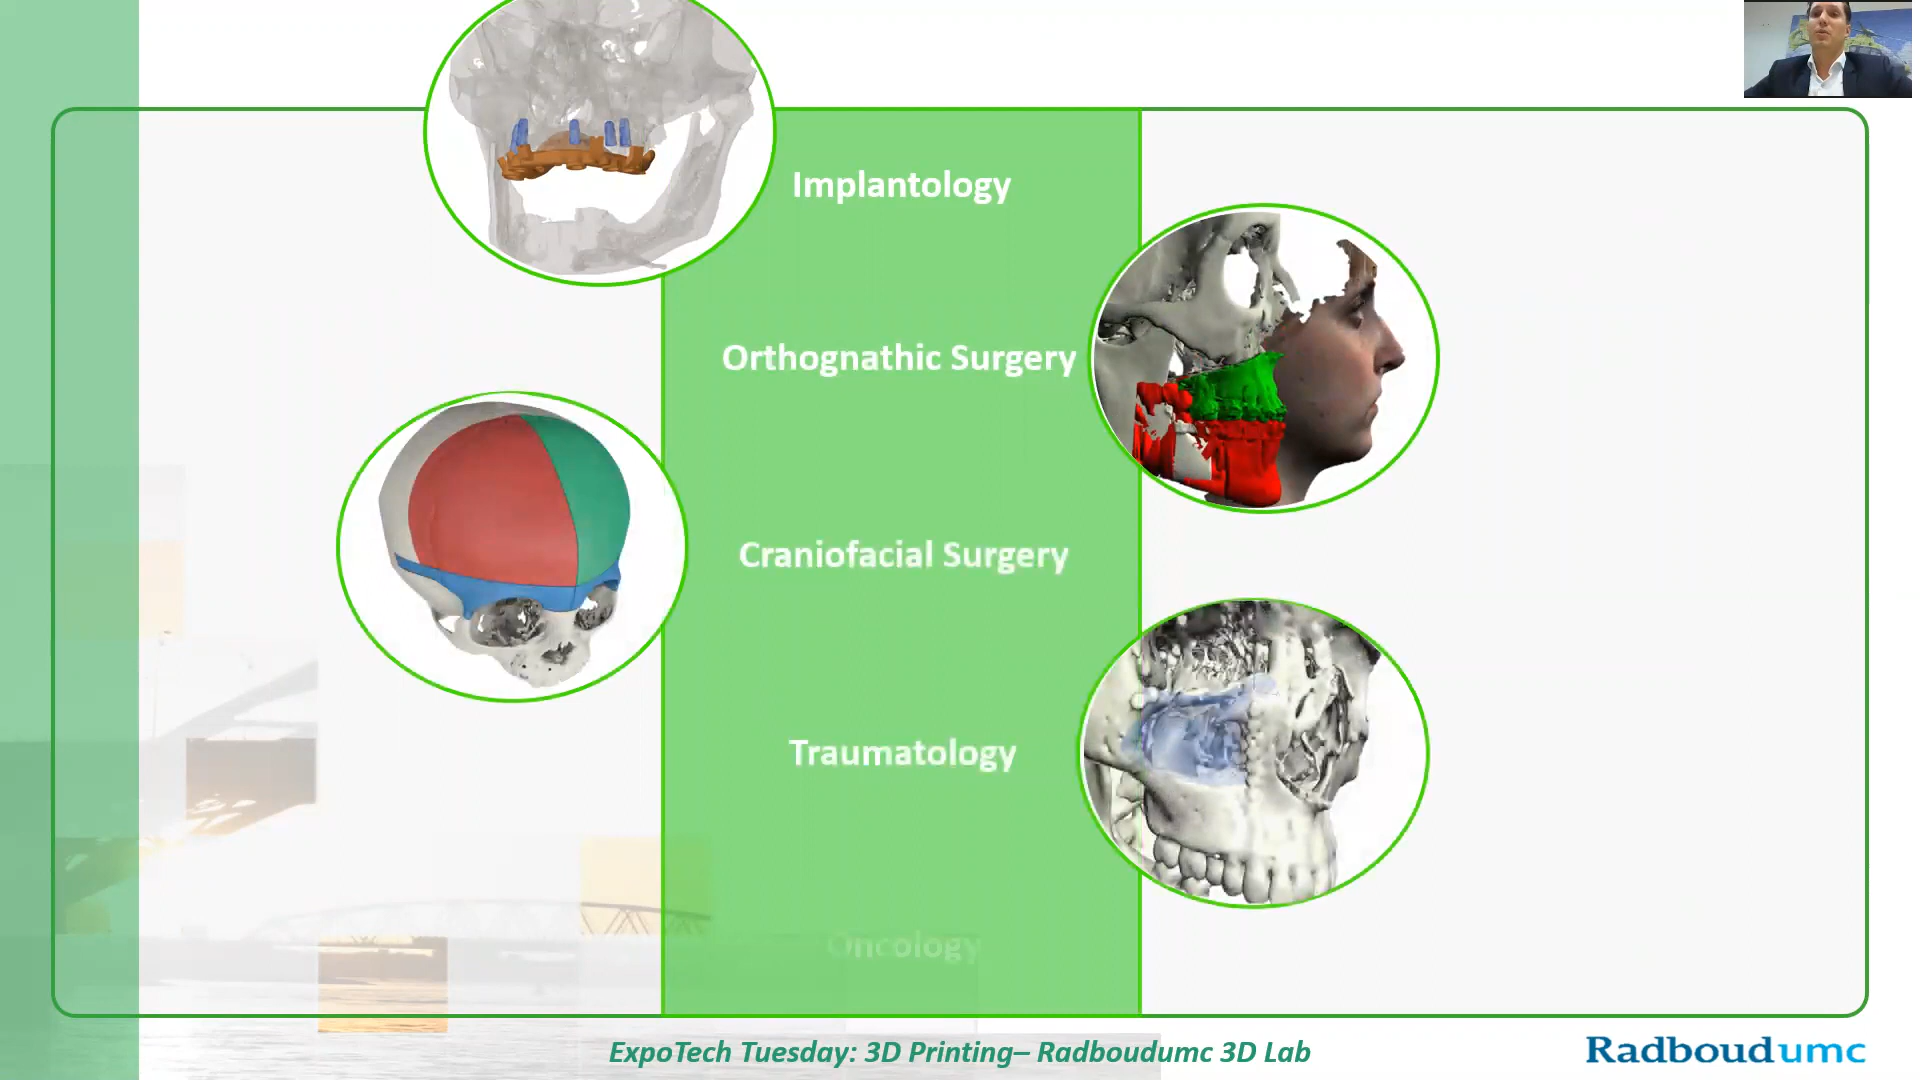 Implantology
Orthognathic Surgery
Craniofacial Surgery
Traumatology
Oncology
ExpoTech Tuesday: 3D Printing– Radboudumc 3D Lab
Radboudumc